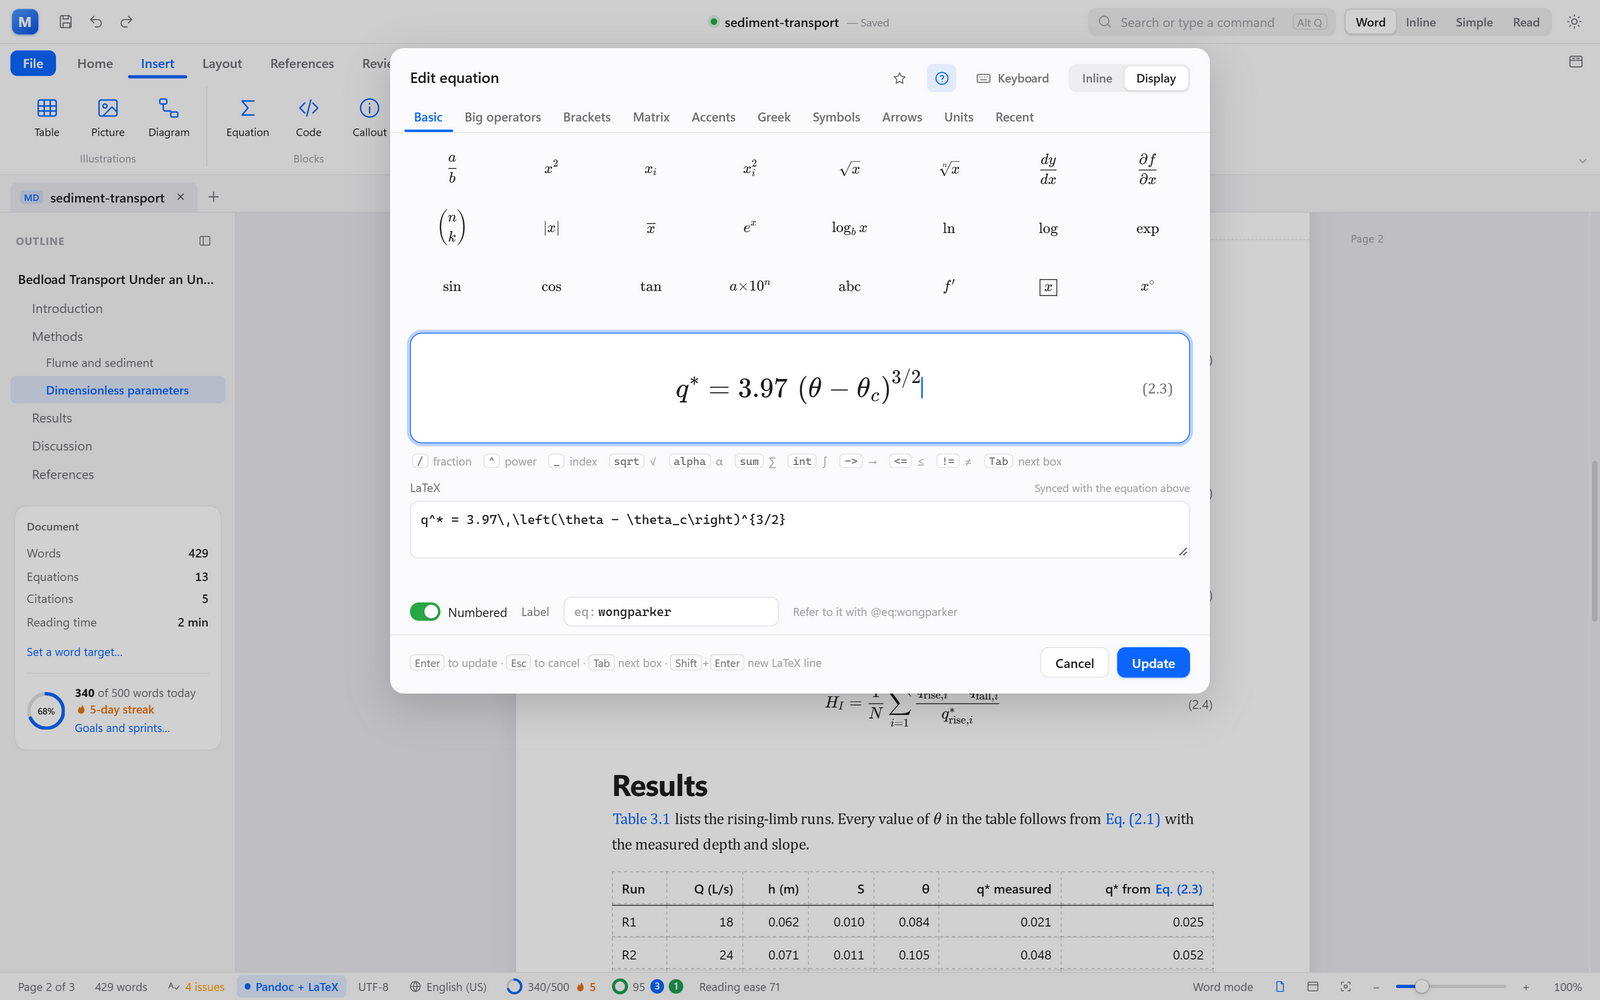 M
sediment-transport — Saved
Search or type a command Alt Q
Word Inline Simple Read
File Home Insert Layout References
Table Picture Diagram
Illustrations
Equation Code Callout
Blocks
MD sediment-transport × +
OUTLINE
Bedload Transport Under an Un...
Introduction
Methods
Flume and sediment
Dimensionless parameters
Results
Discussion
References
Document
Words 429
Equations 13
Citations 5
Reading time 2 min
Set a word target...
68%
340 of 500 words today
5-day streak
Goals and sprints...
Edit equation
Keyboard Inline Display
Basic Big operators Brackets Matrix Accents Greek Symbols Arrows Units Recent
a/b x² xᵢ xᵢ² √x ⁿ√x dy/dx ∂f/∂x
(n k) |x| x̅ eˣ log_b x ln log exp
sin cos tan a×10ⁿ abc f′ x x°
q* = 3.97 (θ − θ_c)^{3/2} (2.3)
/ fraction ^ power _ index sqrt √ alpha α sum ∑ int ∫ -> → <= ≤ != ≠ Tab next box
LaTeX Synced with the equation above
q^* = 3.97\,\left(\theta - \theta_c\right)^{3/2}
Numbered Label eq: wongparker Refer to it with @eq:wongparker
Enter to update · Esc to cancel · Tab next box · Shift + Enter new LaTeX line
Cancel Update
Page 2
(2.4)
Results
Table 3.1 lists the rising-limb runs. Every value of θ in the table follows from Eq. (2.1) with
the measured depth and slope.
Run Q (L/s) h (m) S θ q* measured q* from Eq. (2.3)
R1 18 0.062 0.010 0.084 0.021 0.025
R2 24 0.071 0.011 0.105 0.048 0.052
Page 2 of 3 429 words 4 issues Pandoc + LaTeX UTF-8 English (US) 340/500 5 95 3 1 Reading ease 71
Word mode − + 100%